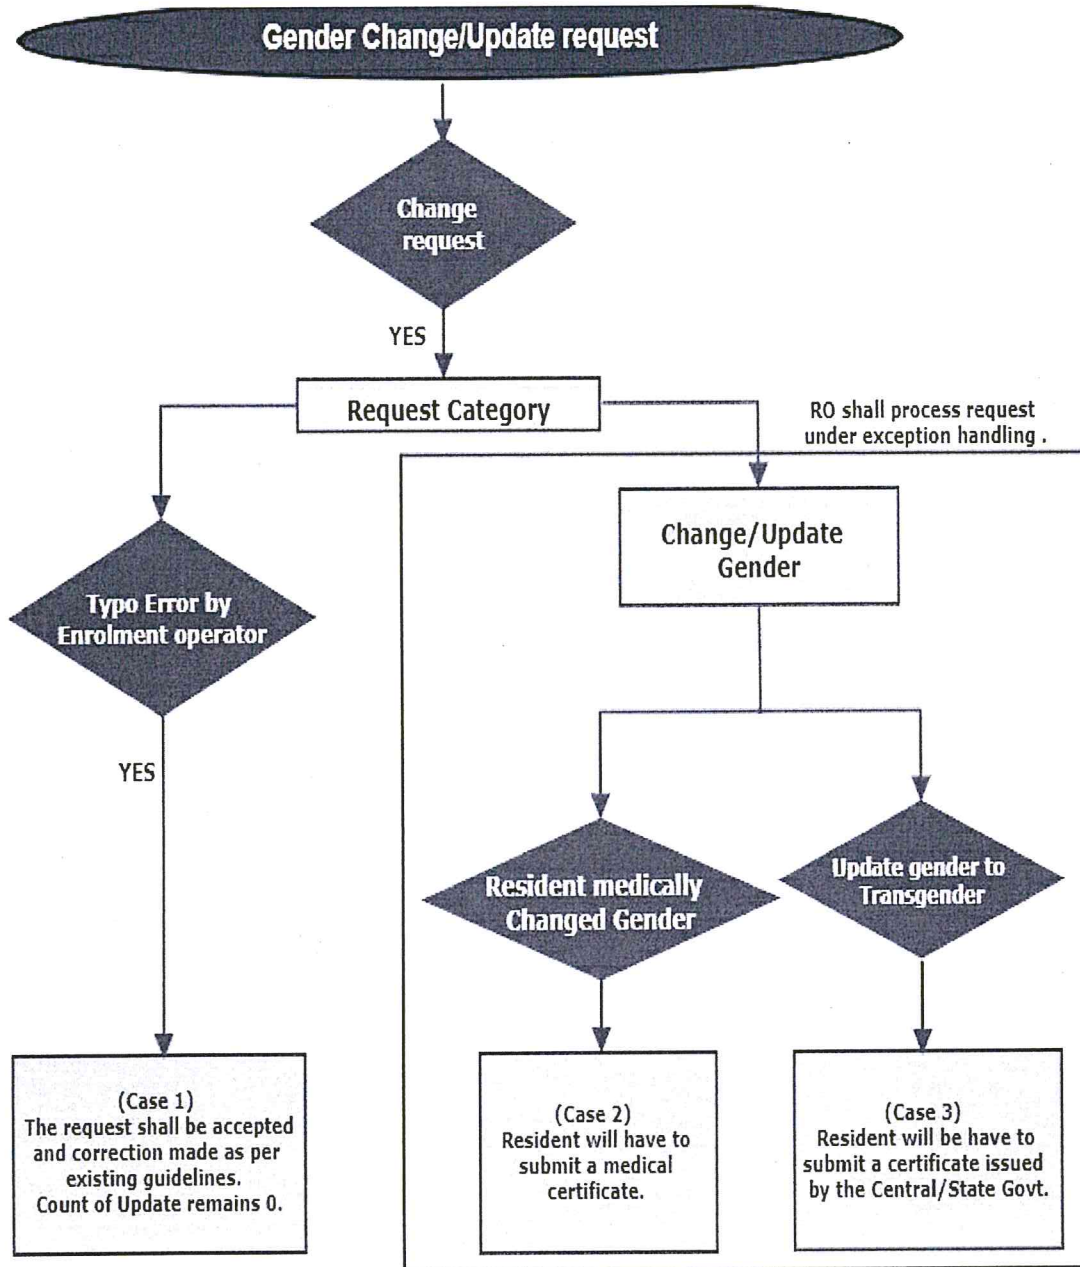 Gender Change/Update request
Change
request
YES
Request Category
RO shall process request
under exception handling .
Change/Update
Gender
Typo Error by
Enrolment operator
YES
Resident medically
Changed Gender
Update gender to
Transgender
(Case 1)
The request shall be accepted
and correction made as per
existing guidelines.
Count of Update remains 0.
(Case 2)
Resident will have to
submit a medical
certificate.
(Case 3)
Resident will be have to
submit a certificate issued
by the Central/State Govt.